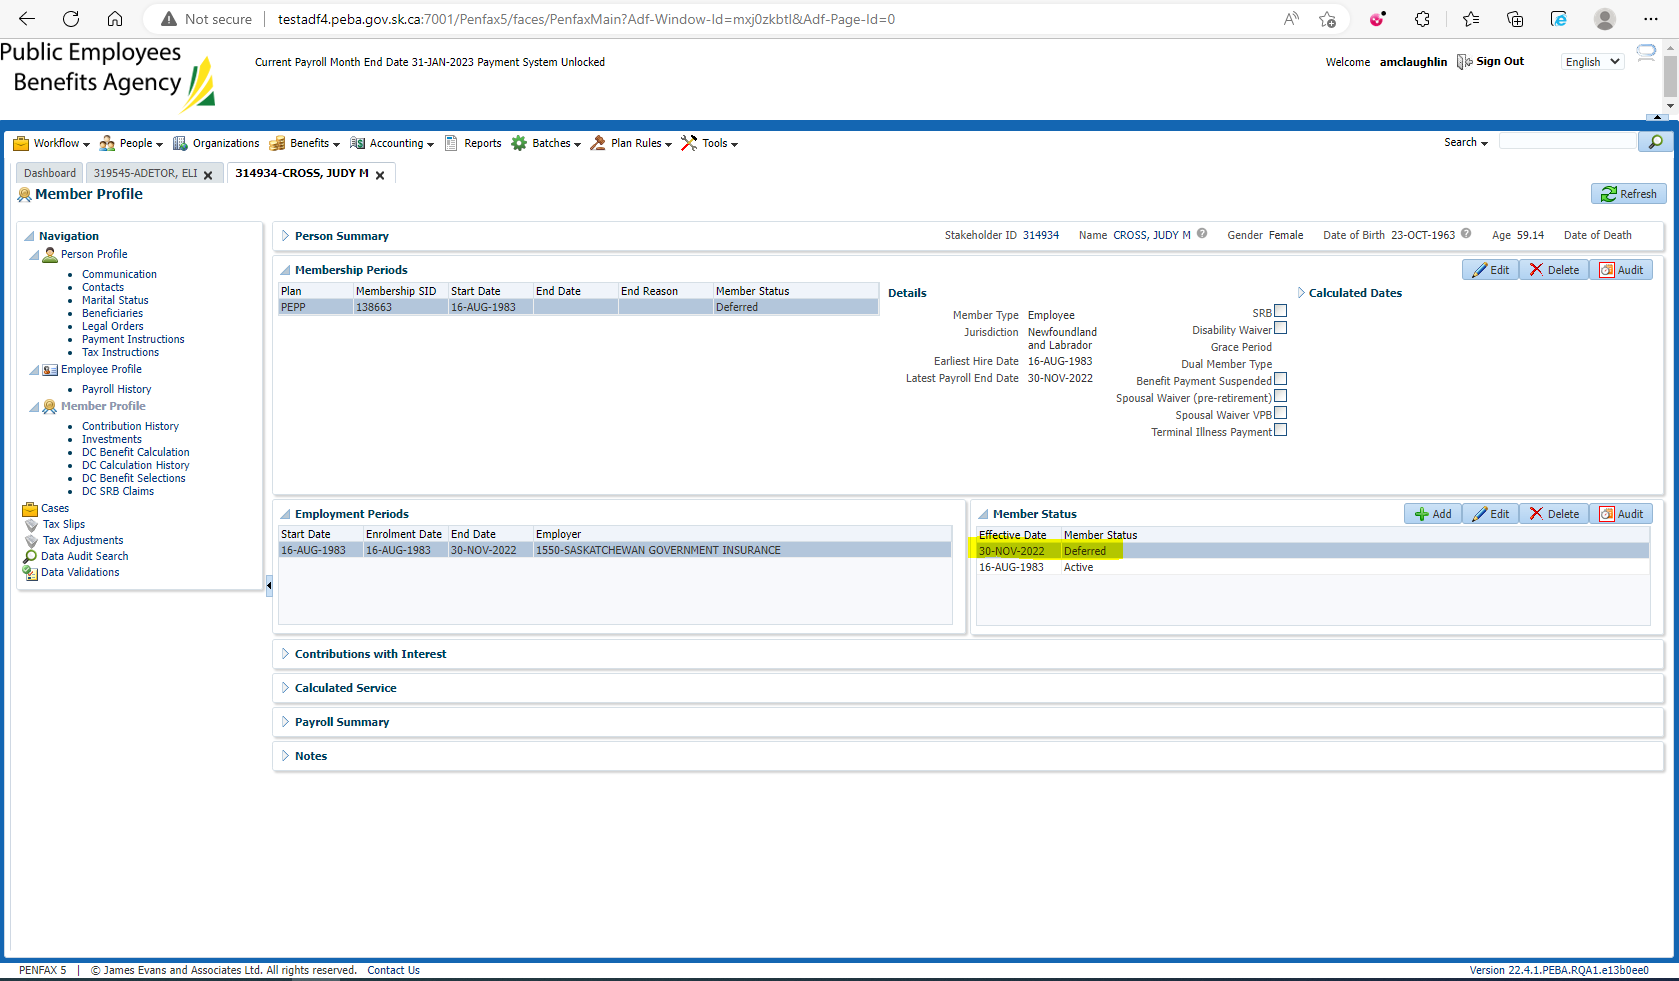 Not secure
testadf4.peba.gov.sk.ca:7001/Penfax5/faces/PenfaxMain?Adf-Window-Id=mxj0zkbtl&Adf-Page-Id=0
Public Employees
Benefits Agency
Current Payroll Month End Date 31-JAN-2023 Payment System Unlocked
Welcome amclaughlin Sign Out English
Workflow People Organizations Benefits Accounting Reports Batches Plan Rules Tools Search
Dashboard 319545-ADETOR, ELI 314934-CROSS, JUDY M
Member Profile
Refresh
Navigation
Person Profile
Communication
Contacts
Marital Status
Beneficiaries
Legal Orders
Payment Instructions
Tax Instructions
Employee Profile
Payroll History
Member Profile
Contribution History
Investments
DC Benefit Calculation
DC Calculation History
DC Benefit Selections
DC SRB Claims
Cases
Tax Slips
Tax Adjustments
Data Audit Search
Data Validations
Person Summary
Stakeholder ID 314934 Name CROSS, JUDY M Gender Female Date of Birth 23-OCT-1963 Age 59.14 Date of Death
Membership Periods
Edit Delete Audit
Plan Membership SID Start Date End Date End Reason Member Status
PEPP 138663 16-AUG-1983 Deferred
Details
Member Type Employee
Jurisdiction Newfoundland
and Labrador
Earliest Hire Date 16-AUG-1983
Latest Payroll End Date 30-NOV-2022
SRB
Disability Waiver
Grace Period
Dual Member Type
Benefit Payment Suspended
Spousal Waiver (pre-retirement)
Spousal Waiver VPB
Terminal Illness Payment
Calculated Dates
Employment Periods
Start Date Enrolment Date End Date Employer
16-AUG-1983 16-AUG-1983 30-NOV-2022 1550-SASKATCHEWAN GOVERNMENT INSURANCE
Member Status
Add Edit Delete Audit
Effective Date Member Status
30-NOV-2022 Deferred
16-AUG-1983 Active
Contributions with Interest
Calculated Service
Payroll Summary
Notes
PENFAX 5 | © James Evans and Associates Ltd. All rights reserved. Contact Us
Version 22.4.1.PEBA.RQA1.e13b0ee0